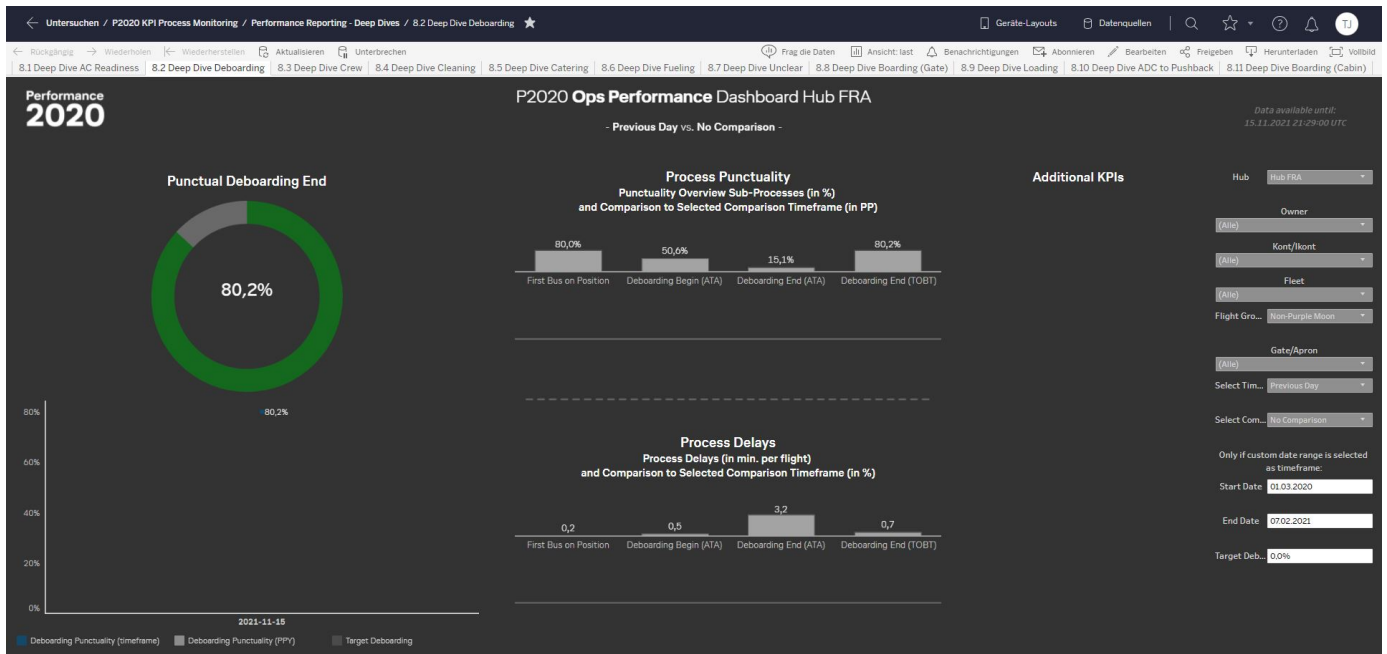 Untersuchen / P2020 KPI Process Monitoring / Performance Reporting - Deep Dives / 8.2 Deep Dive Deboarding ★
Geräte-Layouts Datenquellen TJ
Rückgängig Wiederholen Wiederherstellen Aktualisieren Unterbrechen
Frag die Daten Ansicht: last Benachrichtigungen Abonnieren Bearbeiten Freigeben Herunterladen Vollbild
8.1 Deep Dive AC Readiness 8.2 Deep Dive Deboarding 8.3 Deep Dive Crew 8.4 Deep Dive Cleaning 8.5 Deep Dive Catering 8.6 Deep Dive Fueling 8.7 Deep Dive Unclear 8.8 Deep Dive Boarding (Gate) 8.9 Deep Dive Loading 8.10 Deep Dive ADC to Pushback 8.11 Deep Dive Boarding (Cabin)
Performance
2020
P2020 Ops Performance Dashboard Hub FRA
- Previous Day vs. No Comparison -
Data available until:
15.11.2021 21:29:00 UTC
Punctual Deboarding End
80,2%
80%
60%
40%
20%
0%
80,2%
2021-11-15
Deboarding Punctuality (timeframe) Deboarding Punctuality (PPY) Target Deboarding
Process Punctuality
Punctuality Overview Sub-Processes (in %)
and Comparison to Selected Comparison Timeframe (in PP)
80,0% 50,6% 15,1% 80,2%
First Bus on Position Deboarding Begin (ATA) Deboarding End (ATA) Deboarding End (TOBT)
Process Delays
Process Delays (in min. per flight)
and Comparison to Selected Comparison Timeframe (in %)
0,2 0,5 3,2 0,7
First Bus on Position Deboarding Begin (ATA) Deboarding End (ATA) Deboarding End (TOBT)
Additional KPIs
Hub Hub FRA
Owner
(Alle)
Kont/Ikont
(Alle)
Fleet
(Alle)
Flight Gro... Non-Purple Moon
Gate/Apron
(Alle)
Select Tim... Previous Day
Select Com... No Comparison
Only if custom date range is selected
as timeframe:
Start Date 01.03.2020
End Date 07.02.2021
Target Deb... 0,0%